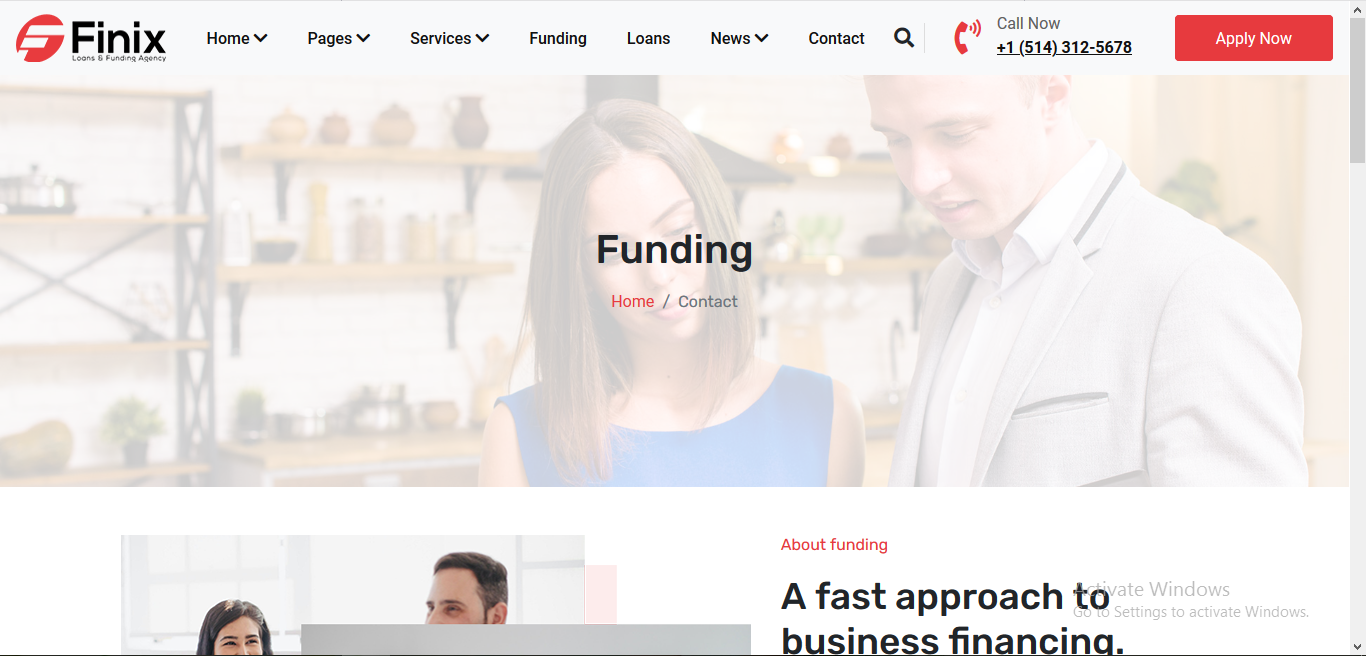 Finix
Loans & Funding Agency
Home
Pages
Services
Funding
Loans
News
Contact
Call Now
+1 (514) 312-5678
Apply Now
Funding
Home / Contact
About funding
A fast approach to
business financing.
Activate Windows
Go to Settings to activate Windows.